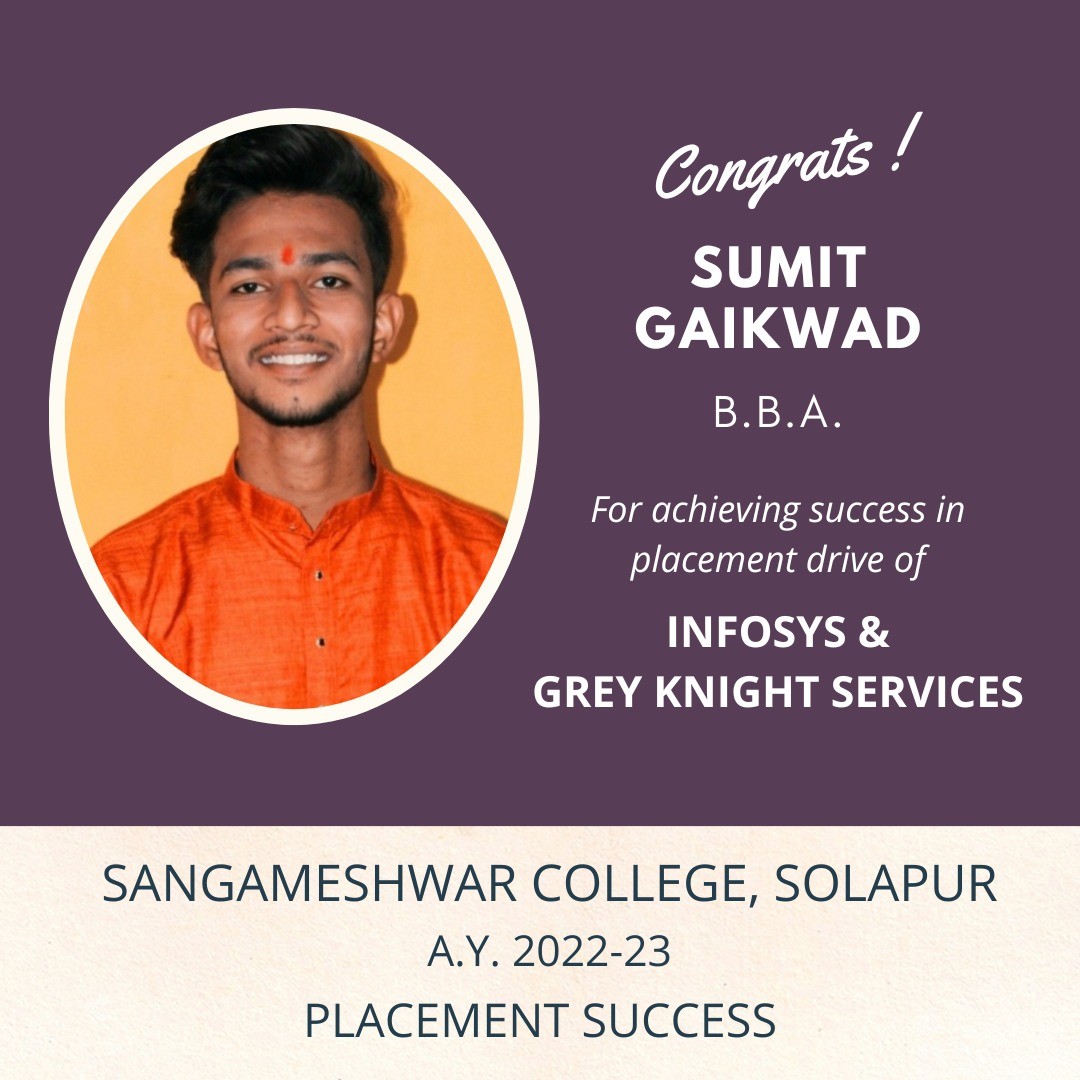 Congrats !
SUMIT
GAIKWAD
B.B.A.
For achieving success in
placement drive of
INFOSYS &
GREY KNIGHT SERVICES
SANGAMESHWAR COLLEGE, SOLAPUR
A.Y. 2022-23
PLACEMENT SUCCESS